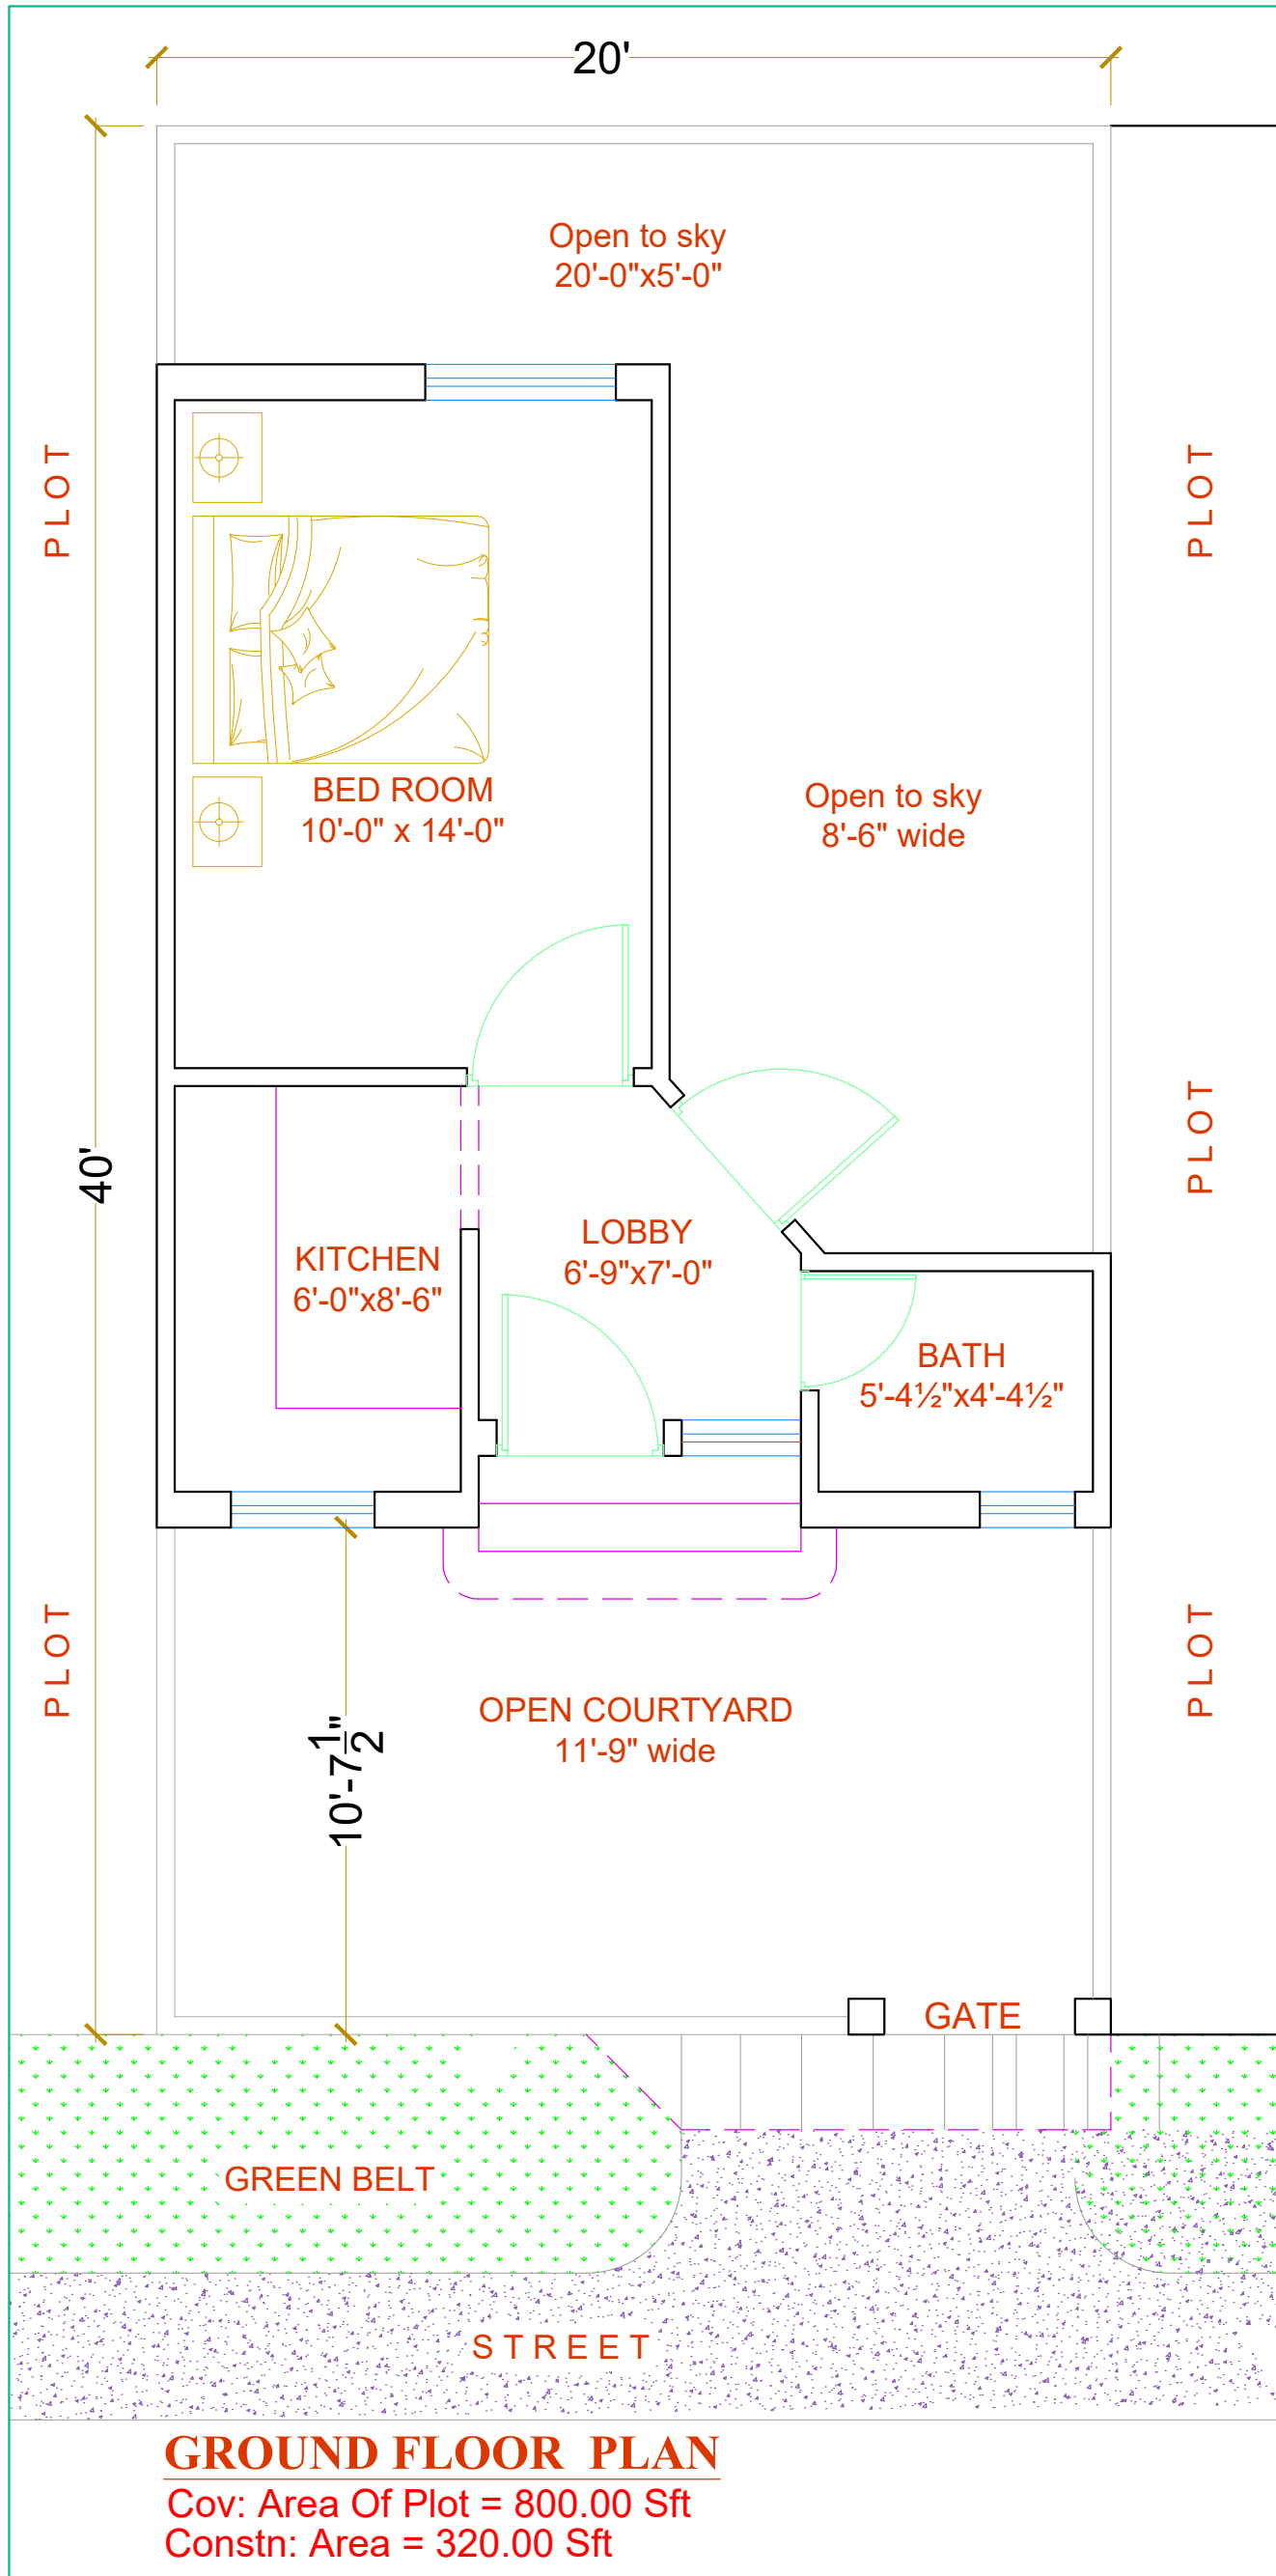 20'
Open to sky
20'-0"x5'-0"
PLOT
PLOT
BED ROOM
10'-0" x 14'-0"
Open to sky
8'-6" wide
40'
PLOT
LOBBY
6'-9"x7'-0"
KITCHEN
6'-0"x8'-6"
BATH
5'-4½"x4'-4½"
PLOT
PLOT
OPEN COURTYARD
11'-9" wide
10'-7½"
GATE
GREEN BELT
STREET
GROUND FLOOR PLAN
Cov: Area Of Plot = 800.00 Sft
Constn: Area = 320.00 Sft